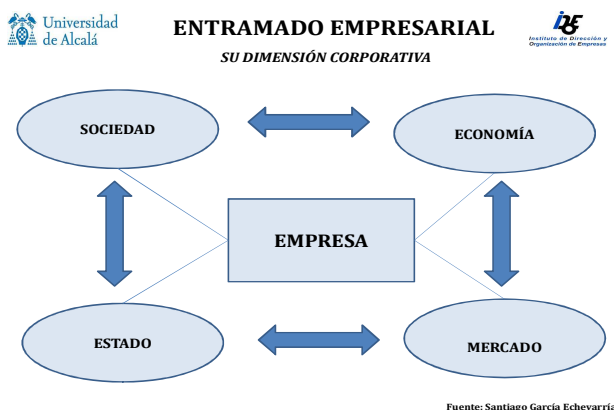 Universidad
de Alcalá
ENTRAMADO EMPRESARIAL
SU DIMENSIÓN CORPORATIVA
Instituto de Dirección y
Organización de Empresas
SOCIEDAD
ECONOMÍA
EMPRESA
ESTADO
MERCADO
Fuente: Santiago García Echevarría